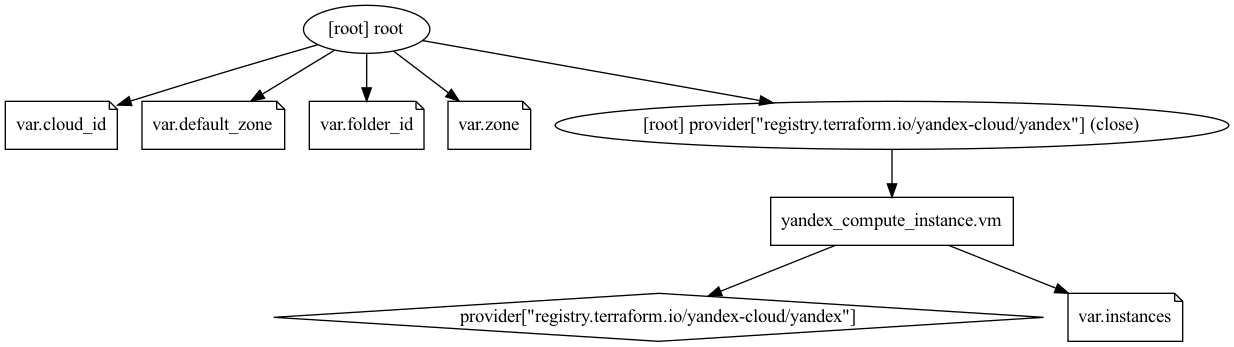 [root] root
var.cloud_id
var.default_zone
var.folder_id
var.zone
[root] provider["registry.terraform.io/yandex-cloud/yandex"] (close)
yandex_compute_instance.vm
provider["registry.terraform.io/yandex-cloud/yandex"]
var.instances